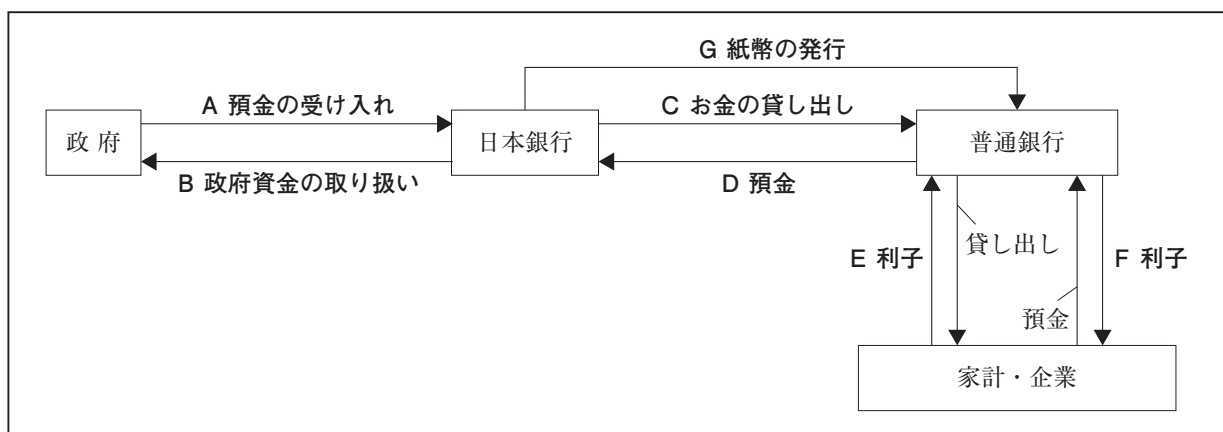 G 紙幣の発行
A 預金の受け入れ
C お金の貸し出し
政 府
日本銀行
普通銀行
B 政府資金の取り扱い
D 預金
E 利子
貸し出し
F 利子
預金
家計・企業